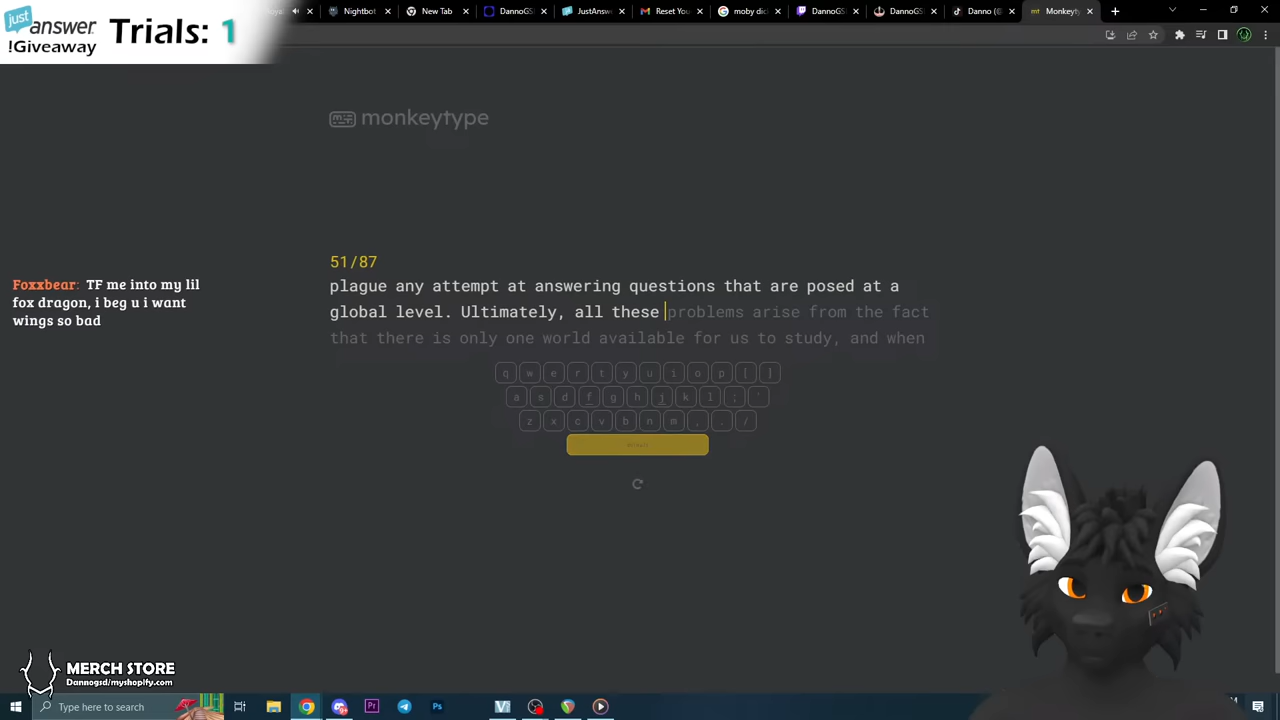 just
answer
!Giveaway
Trials: 1
Nightbot
New Tab
DannoGS
JustAnsw
Reset You
moby dic
DannoGS
DannoGS
Danno (@
Monkeyty
monkeytype
51/87
plague any attempt at answering questions that are posed at a
global level. Ultimately, all these problems arise from the fact
that there is only one world available for us to study, and when
Foxxbear: TF me into my lil
fox dragon, i beg u i want
wings so bad
q w e r t y u i o p [ ]
a s d f g h j k l ; '
z x c v b n m , . /
MERCH STORE
Dannogsd/myshopify.com
Type here to search